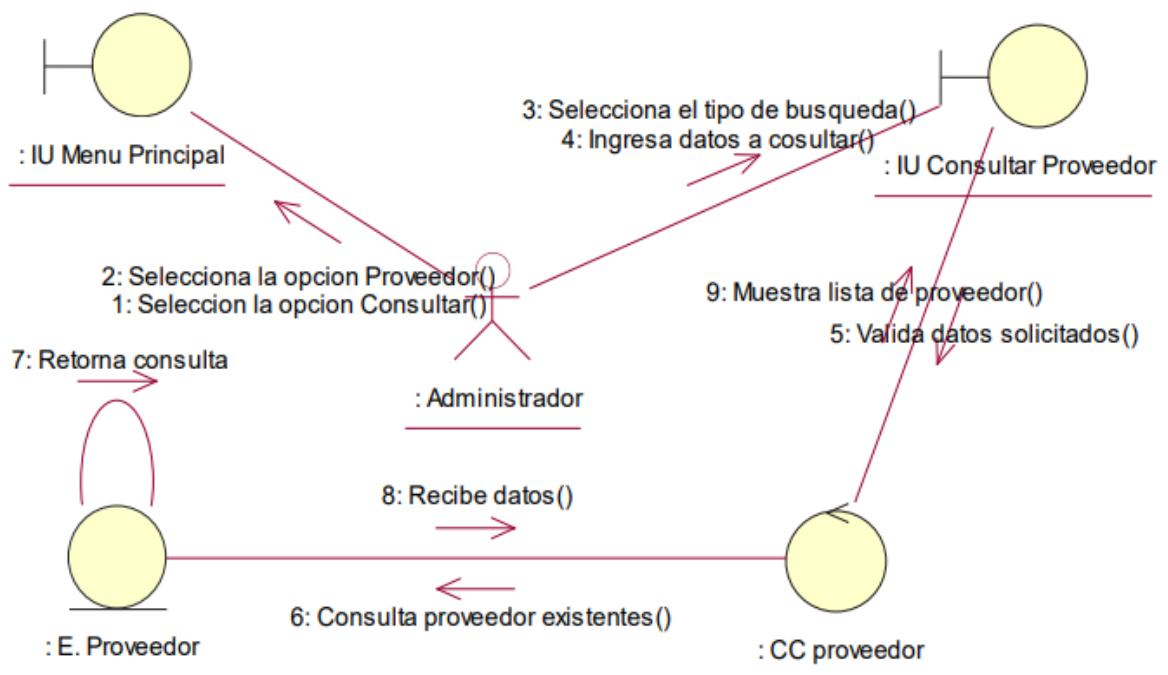 3: Selecciona el tipo de busqueda()
4: Ingresa datos a cosultar()
: IU Menu Principal
: IU Consultar Proveedor
2: Selecciona la opcion Proveedor()
1: Seleccion la opcion Consultar()
9: Muestra lista de proveedor()
5: Valida datos solicitados()
7: Retorna consulta
: Administrador
8: Recibe datos()
6: Consulta proveedor existentes()
: E. Proveedor
: CC proveedor